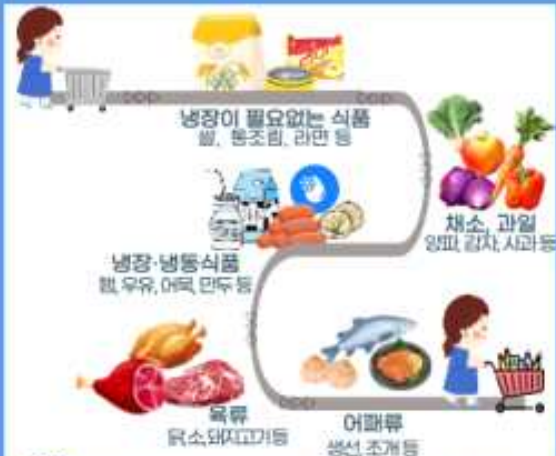 냉장이 필요없는 식품
쌀, 통조림, 라면 등
채소, 과일
양파, 감자, 사과 등
냉장·냉동식품
햄, 우유, 어묵, 만두 등
육류
닭,소,돼지고기 등
어패류
생선, 조개 등